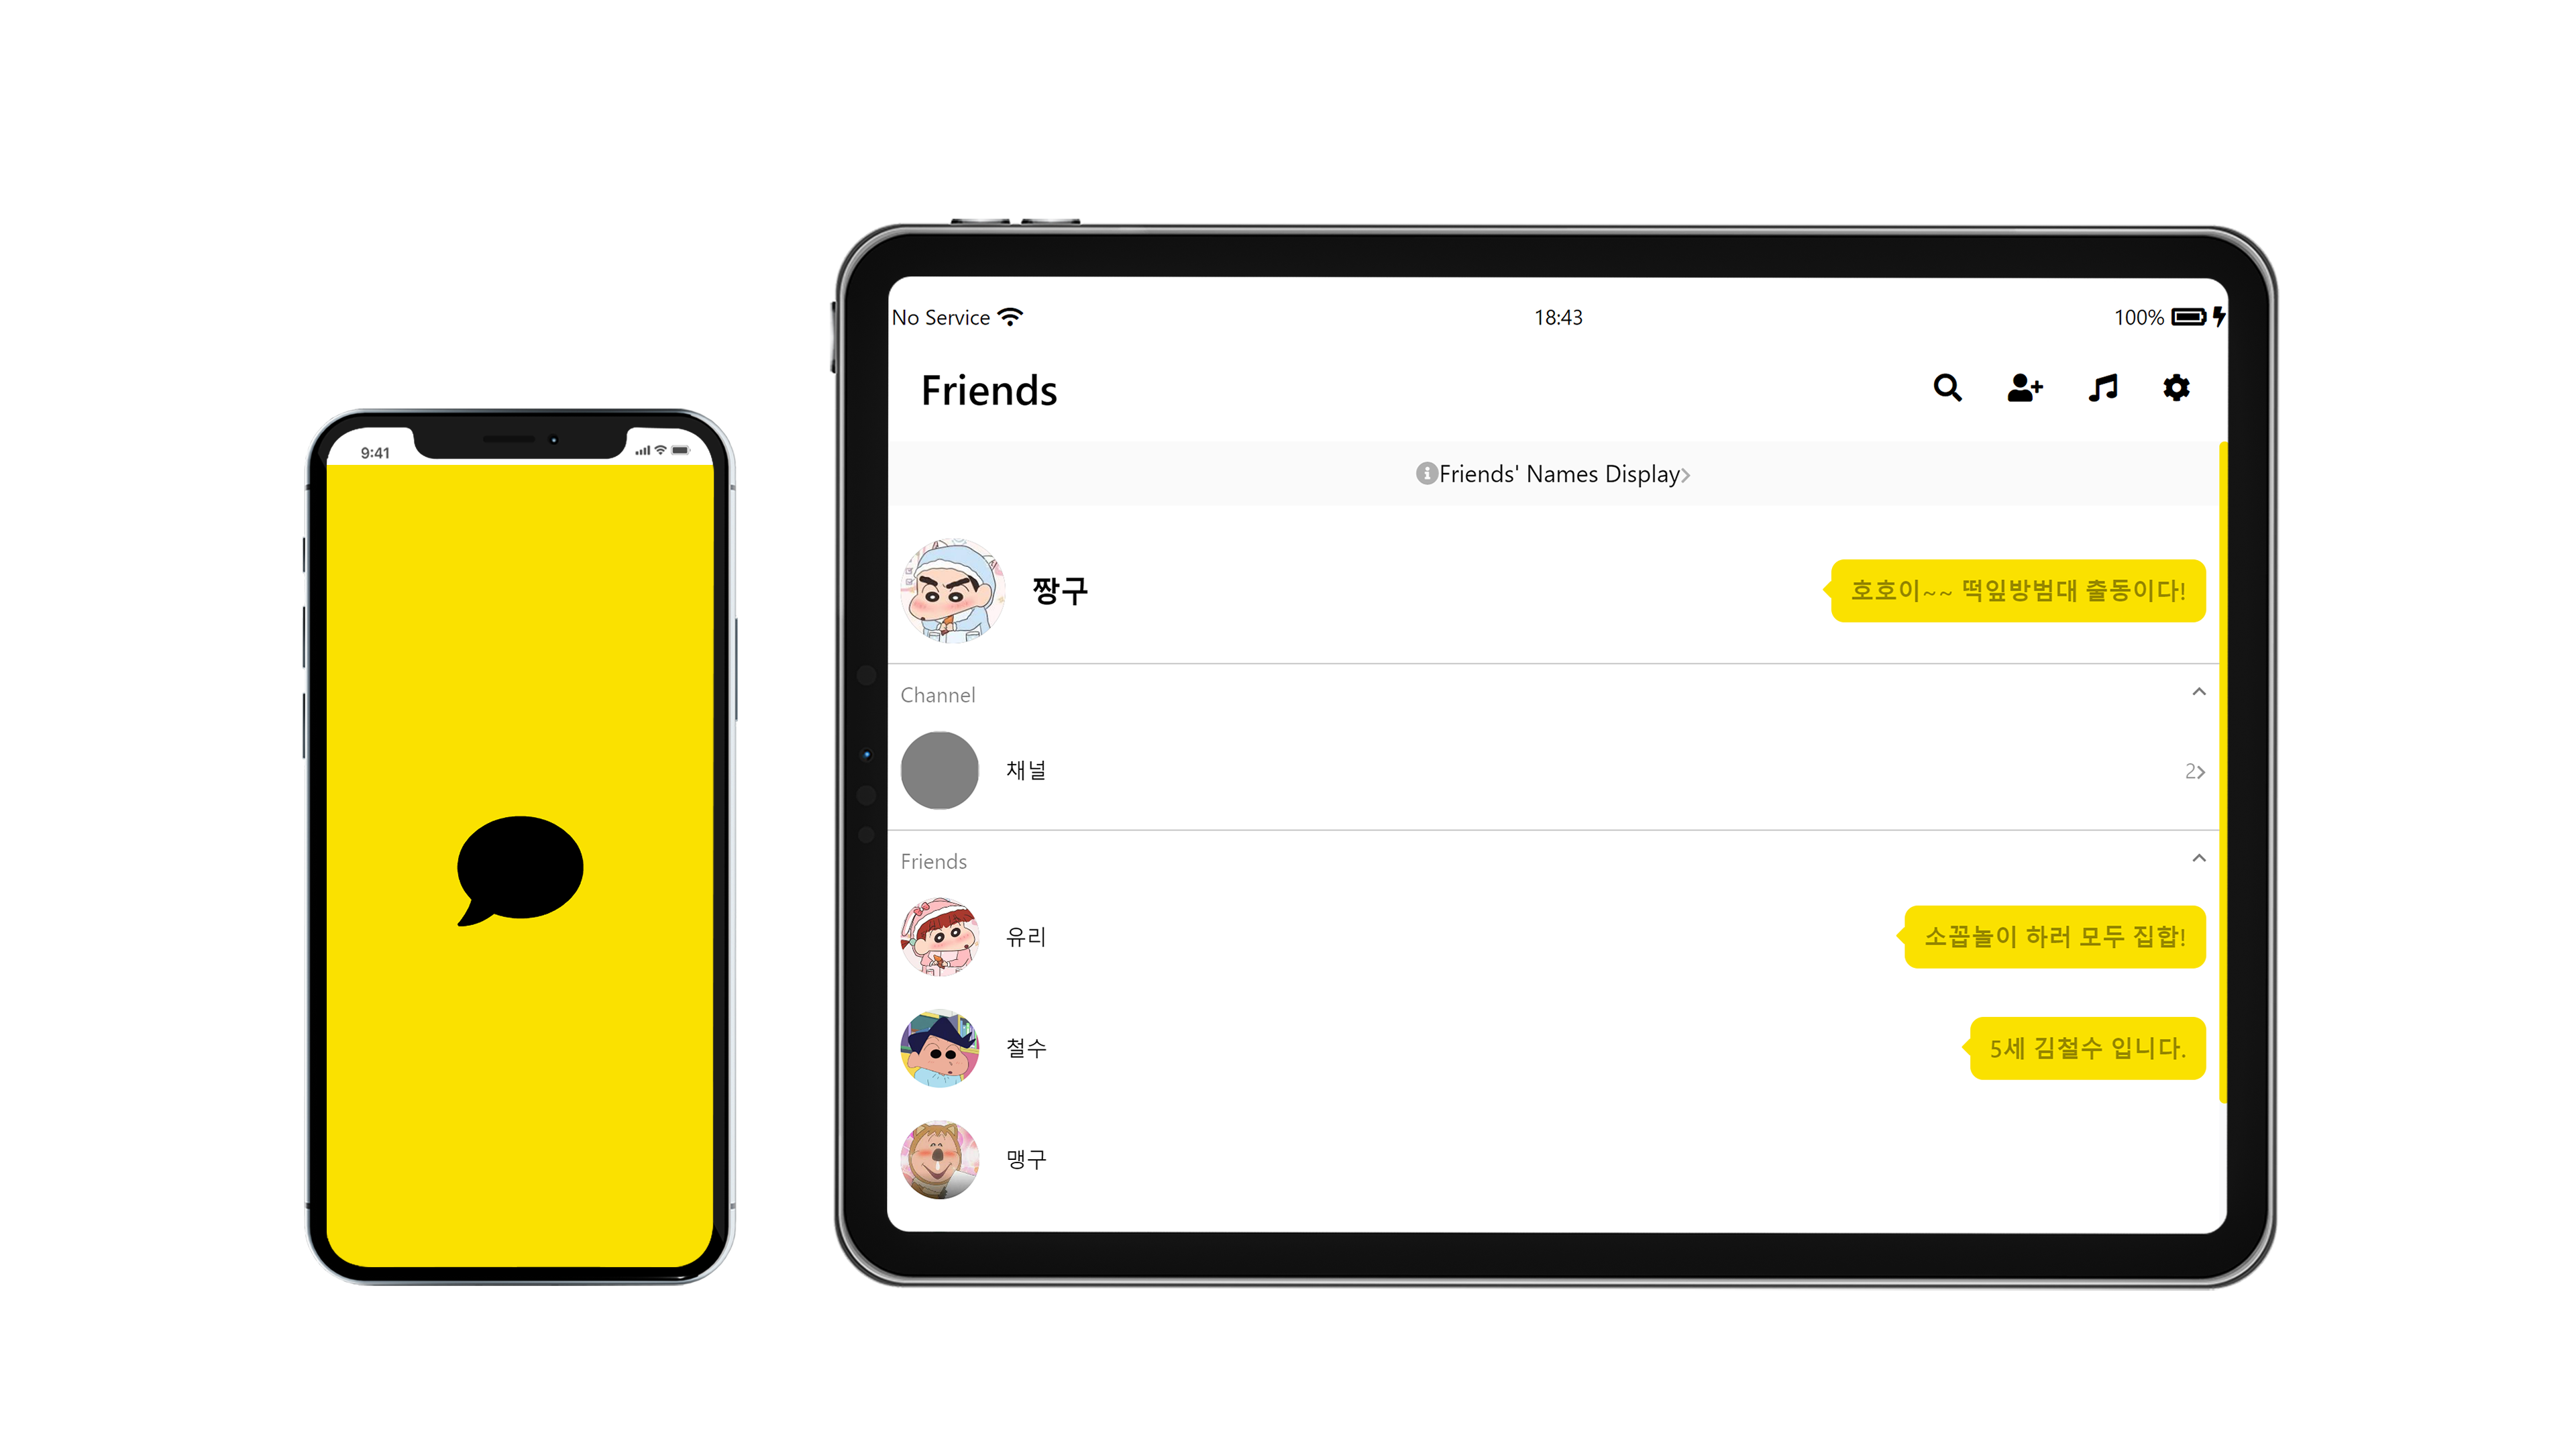 9:41
No Service
18:43
100%
Friends
Friends' Names Display
짱구
호호이~~ 떡잎방범대 출동이다!
Channel
채널
2
Friends
유리
소꿉놀이 하러 모두 집합!
철수
5세 김철수 입니다.
맹구